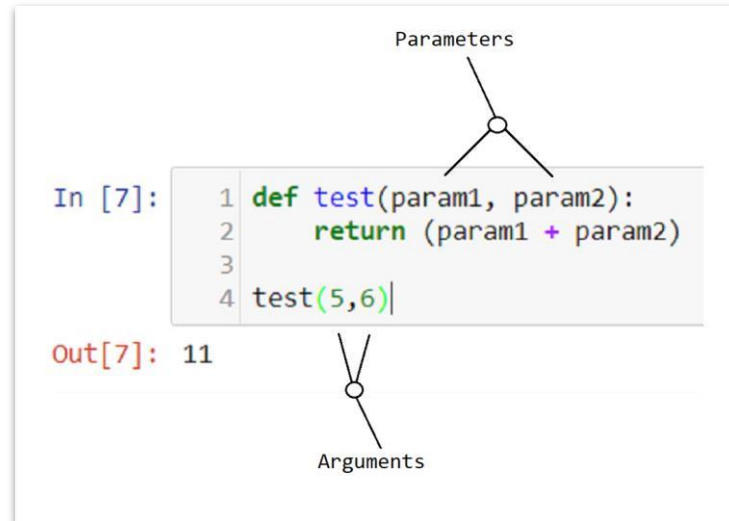 Parameters
In [7]:
1 def test(param1, param2):
2     return (param1 + param2)
3
4 test(5,6)
Out[7]: 11
Arguments